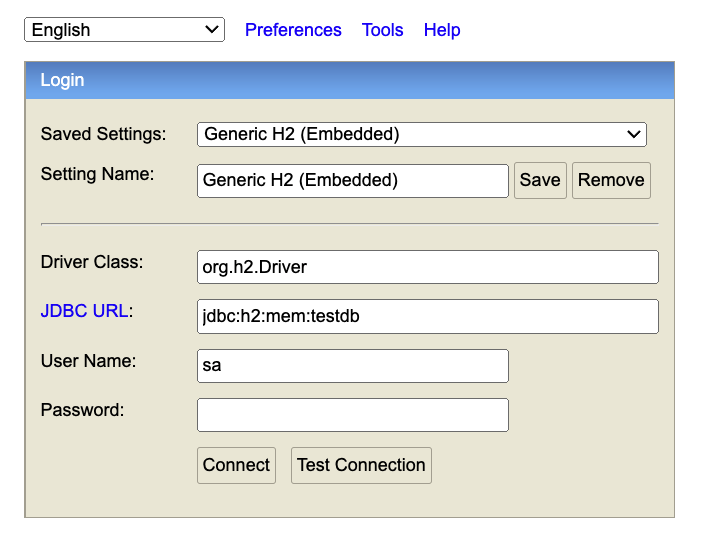 English Preferences Tools Help
Login
Saved Settings: Generic H2 (Embedded)
Setting Name: Generic H2 (Embedded) Save Remove
Driver Class: org.h2.Driver
JDBC URL: jdbc:h2:mem:testdb
User Name: sa
Password:
Connect Test Connection